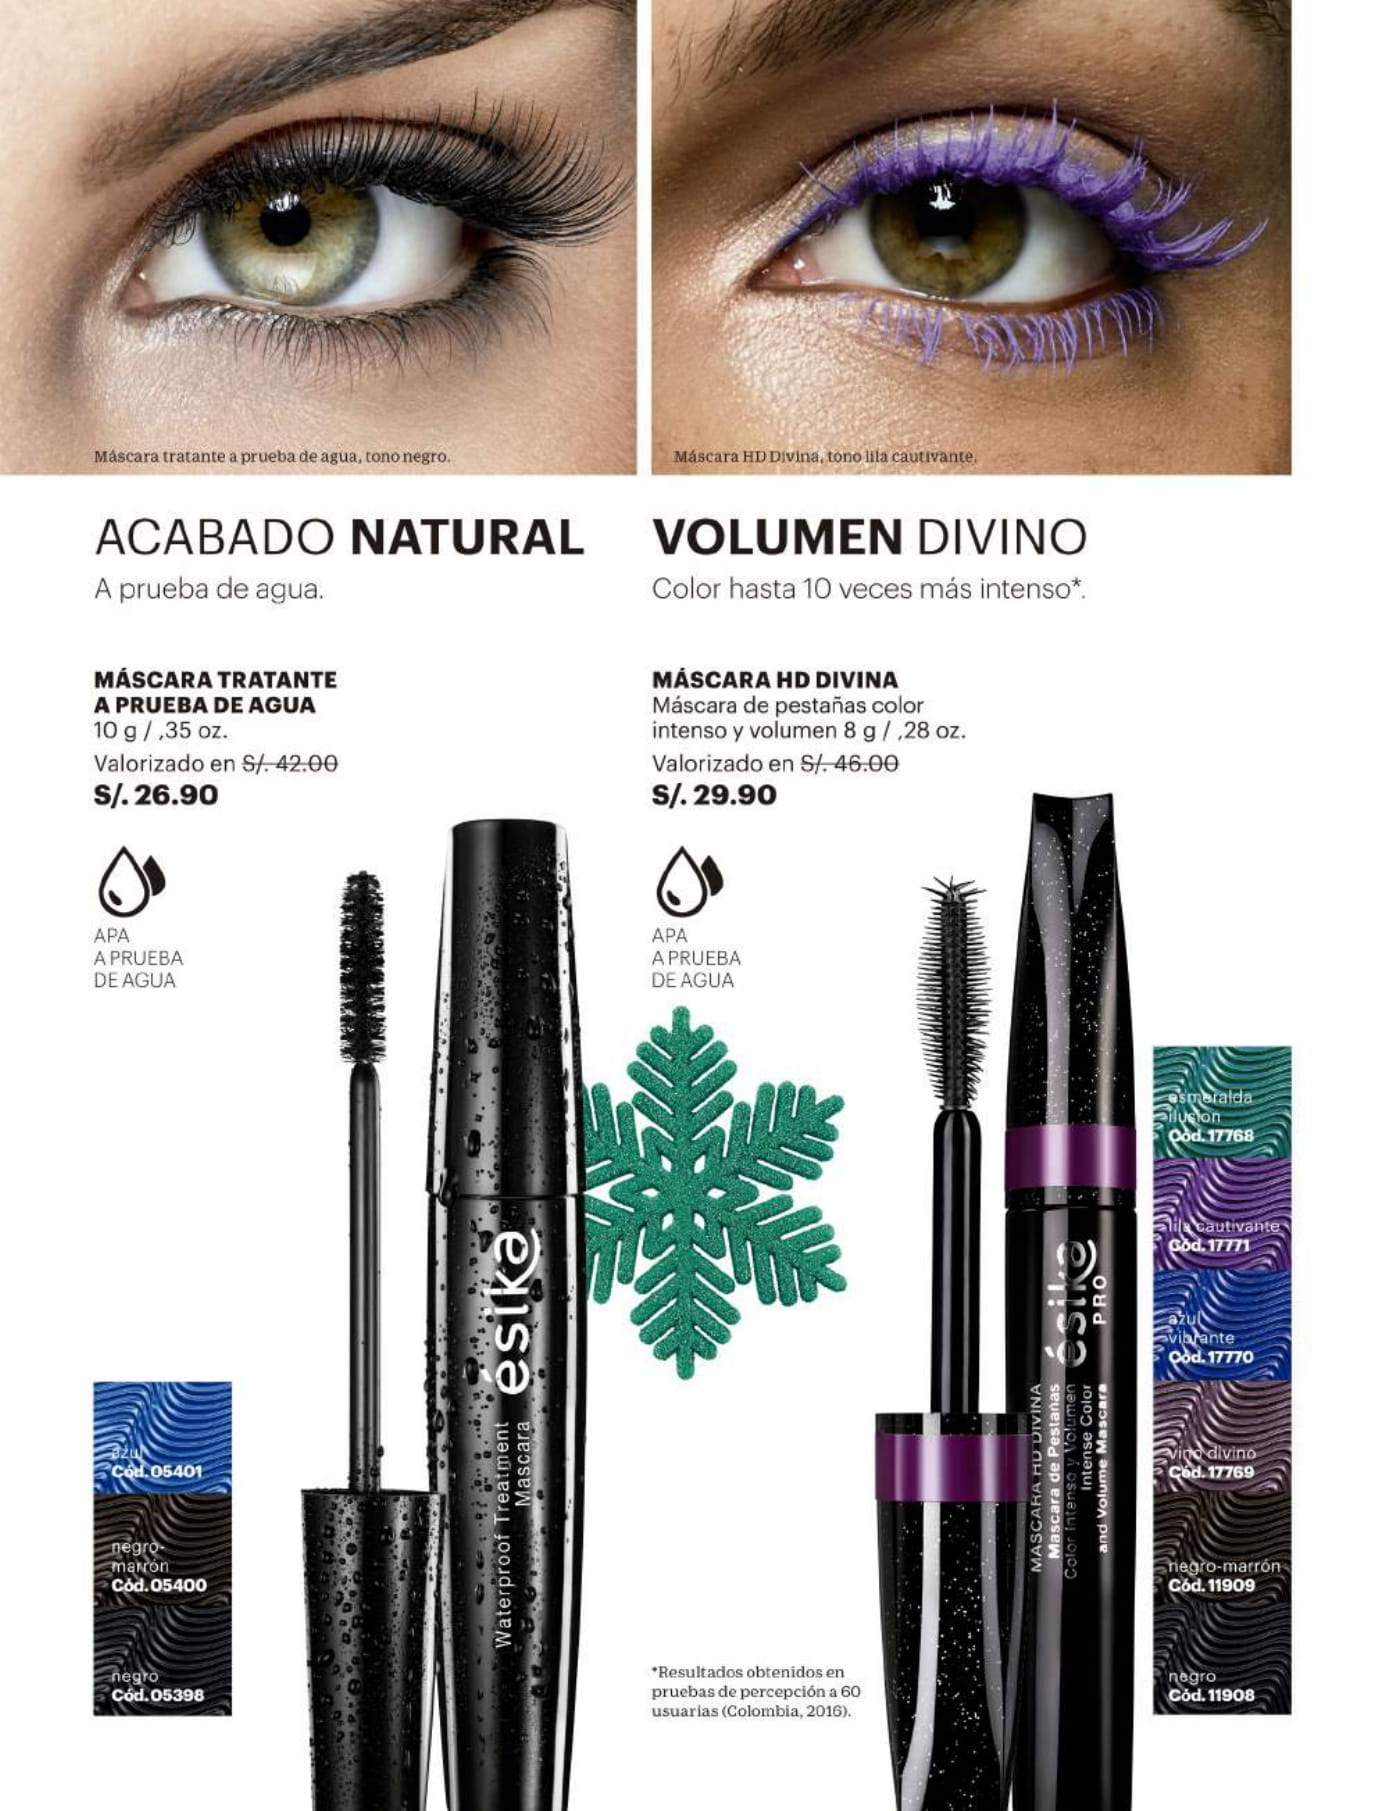 Máscara tratante a prueba de agua, tono negro.
Máscara HD Divina, tono lila cautivante.
ACABADO NATURAL
A prueba de agua.
MÁSCARA TRATANTE
A PRUEBA DE AGUA
10 g / ,35 oz.
Valorizado en S/. 42.00
S/. 26.90
APA
A PRUEBA
DE AGUA
VOLUMEN DIVINO
Color hasta 10 veces más intenso*.
MÁSCARA HD DIVINA
Máscara de pestañas color
intenso y volumen 8 g / ,28 oz.
Valorizado en S/. 46.00
S/. 29.90
APA
A PRUEBA
DE AGUA
azul
Cód. 05401
negro-
marrón
Cód. 05400
negro
Cód. 05398
ésika
Waterproof Treatment
Mascara
ésika
PRO
MÁSCARA HD DIVINA
Máscara de Pestañas
Color Intenso y Volumen
Intense Color
and Volume Mascara
esmeralda
ilusion
Cód. 17768
lila cautivante
Cód. 17771
azul
vibrante
Cód. 17770
vino divino
Cód. 17769
negro-marrón
Cód. 11909
negro
Cód. 11908
*Resultados obtenidos en
pruebas de percepción a 60
usuarias (Colombia, 2016).